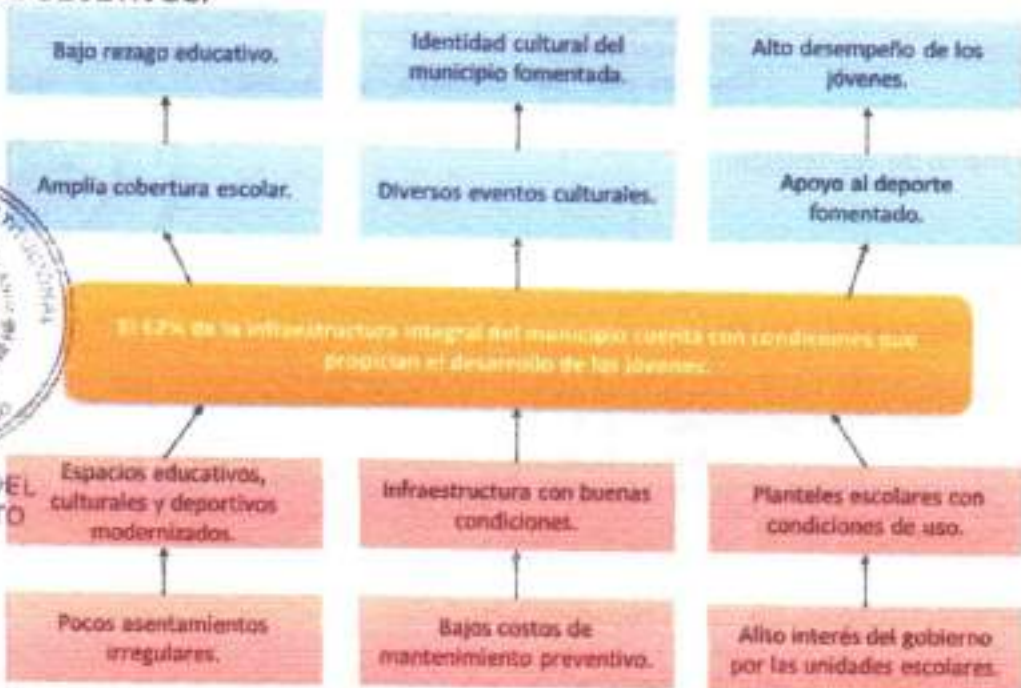 Bajo rezago educativo.
Identidad cultural del
municipio fomentada.
Alto desempeño de los
jóvenes.
Amplia cobertura escolar.
Diversos eventos culturales.
Apoyo al deporte
fomentado.
El 62% de la infraestructura integral del municipio cuenta con condiciones que
propician el desarrollo de los jóvenes.
Espacios educativos,
culturales y deportivos
modernizados.
Infraestructura con buenas
condiciones.
Planteles escolares con
condiciones de uso.
Pocos asentamientos
irregulares.
Bajos costos de
mantenimiento preventivo.
Allto interés del gobierno
por las unidades escolares.